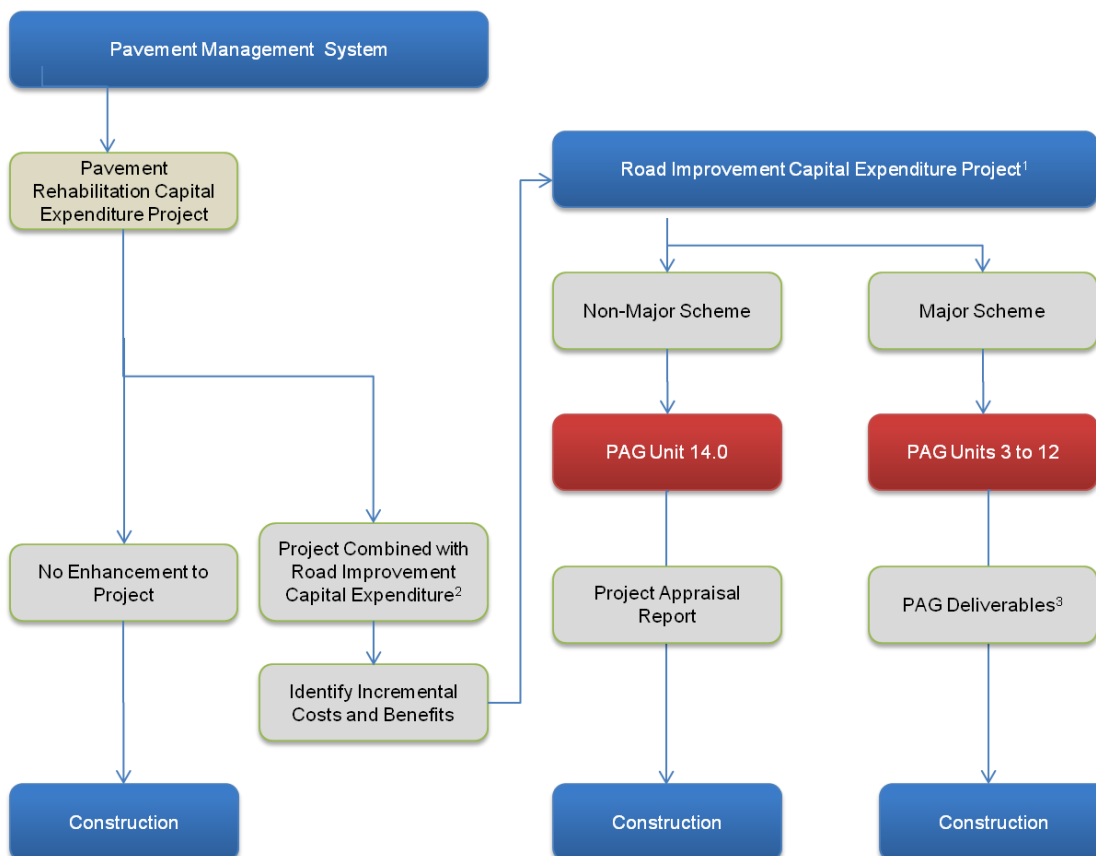 Pavement Management System
Pavement
Rehabilitation Capital
Expenditure Project
Road Improvement Capital Expenditure Project¹
Non-Major Scheme
Major Scheme
PAG Unit 14.0
PAG Units 3 to 12
No Enhancement to
Project
Project Combined with
Road Improvement
Capital Expenditure²
Project Appraisal
Report
PAG Deliverables³
Identify Incremental
Costs and Benefits
Construction
Construction
Construction